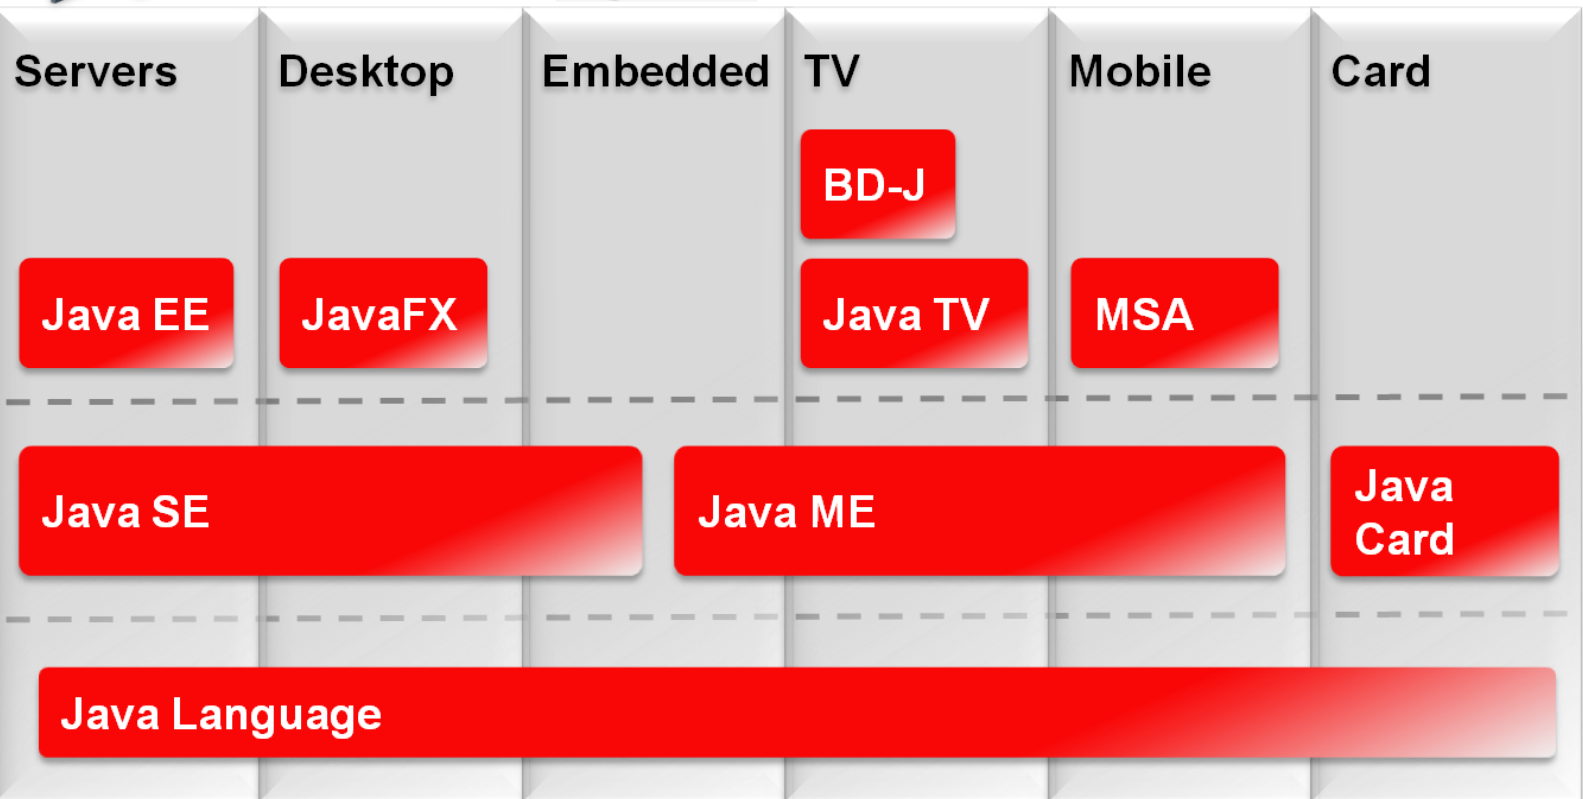 Servers
Desktop
Embedded
TV
Mobile
Card
BD-J
Java EE
JavaFX
Java TV
MSA
Java SE
Java ME
Java
Card
Java Language